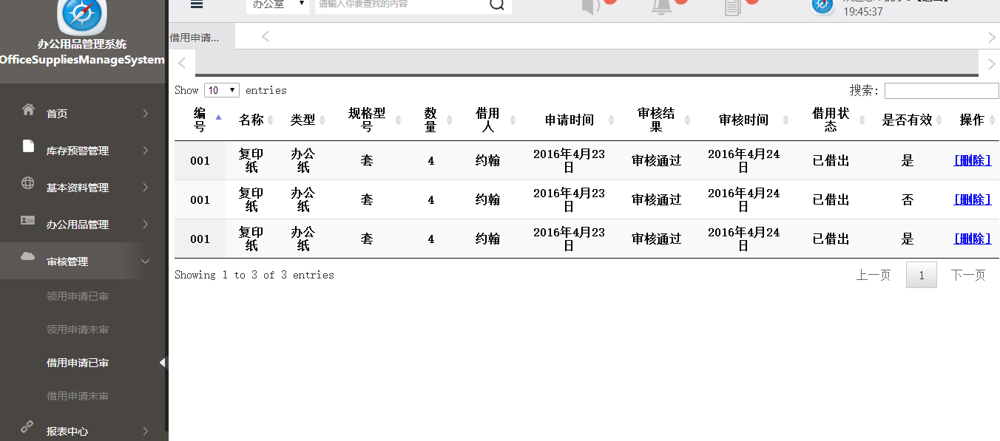 办公用品管理系统
OfficeSuppliesManageSystem
首页
库存预警管理
基本资料管理
办公用品管理
审核管理
领用申请已审
领用申请未审
借用申请已审
借用申请未审
报表中心
办公室
请输入你要查找的内容
19:45:37
借用申请...
Show 10 entries
搜索:
编号 名称 类型 规格型号 数量 借用人 申请时间 审核结果 审核时间 借用状态 是否有效 操作
001 复印纸 办公纸 套 4 约翰 2016年4月23日 审核通过 2016年4月24日 已借出 是 [删除]
001 复印纸 办公纸 套 4 约翰 2016年4月23日 审核通过 2016年4月24日 已借出 否 [删除]
001 复印纸 办公纸 套 4 约翰 2016年4月23日 审核通过 2016年4月24日 已借出 是 [删除]
Showing 1 to 3 of 3 entries
上一页 1 下一页